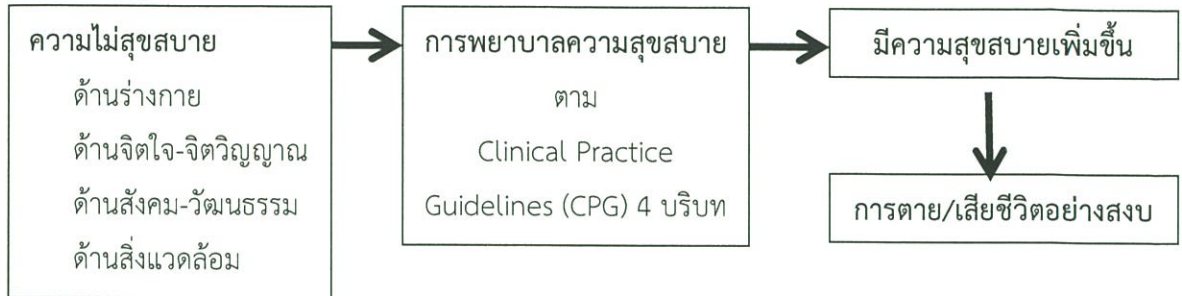 ความไม่สุขสบาย
ด้านร่างกาย
ด้านจิตใจ-จิตวิญญาณ
ด้านสังคม-วัฒนธรรม
ด้านสิ่งแวดล้อม
การพยาบาลความสุขสบาย
ตาม
Clinical Practice
Guidelines (CPG) 4 บริบท
มีความสุขสบายเพิ่มขึ้น
การตาย/เสียชีวิตอย่างสงบ